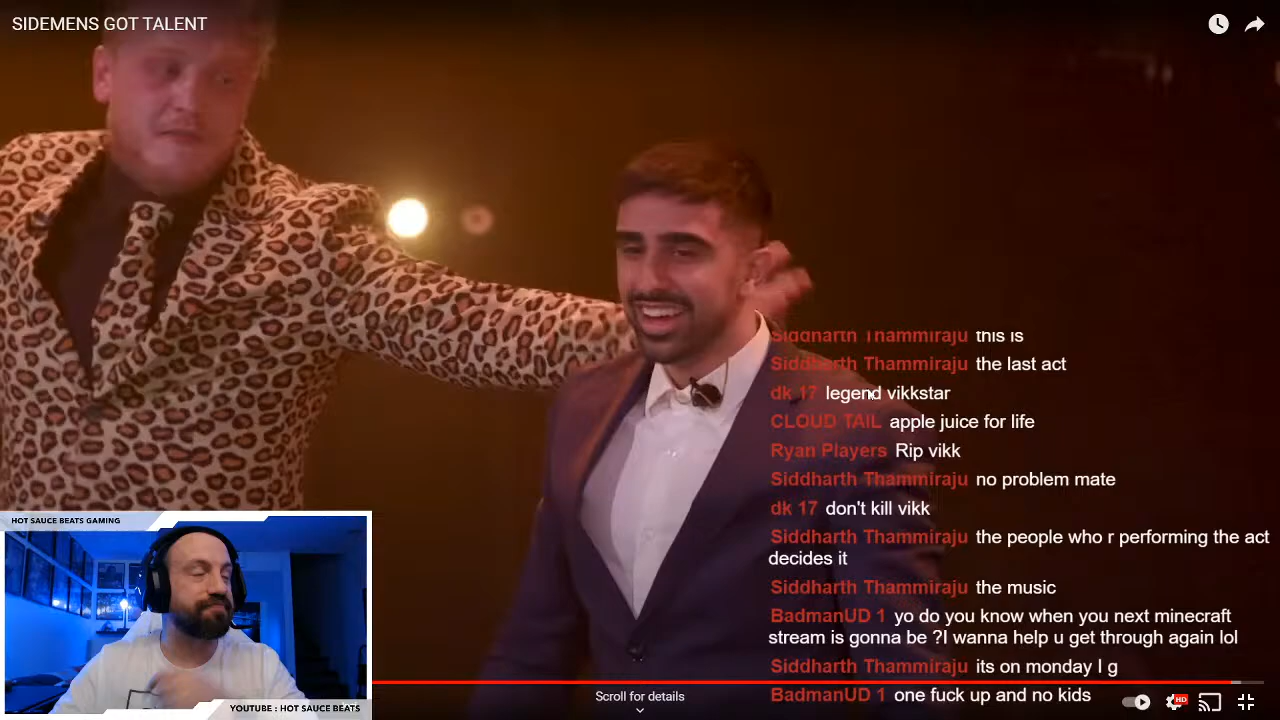 SIDEMENS GOT TALENT
Siddharth Thammiraju this is
Siddharth Thammiraju the last act
dk 17 legend vikkstar
CLOUD TAIL apple juice for life
Ryan Players Rip vikk
Siddharth Thammiraju no problem mate
dk 17 don't kill vikk
Siddharth Thammiraju the people who r performing the act
decides it
Siddharth Thammiraju the music
BadmanUD 1 yo do you know when you next minecraft
stream is gonna be ?I wanna help u get through again lol
Siddharth Thammiraju its on monday I g
BadmanUD 1 one fuck up and no kids
HOT SAUCE BEATS GAMING
YOUTUBE : HOT SAUCE BEATS
Scroll for details
HD